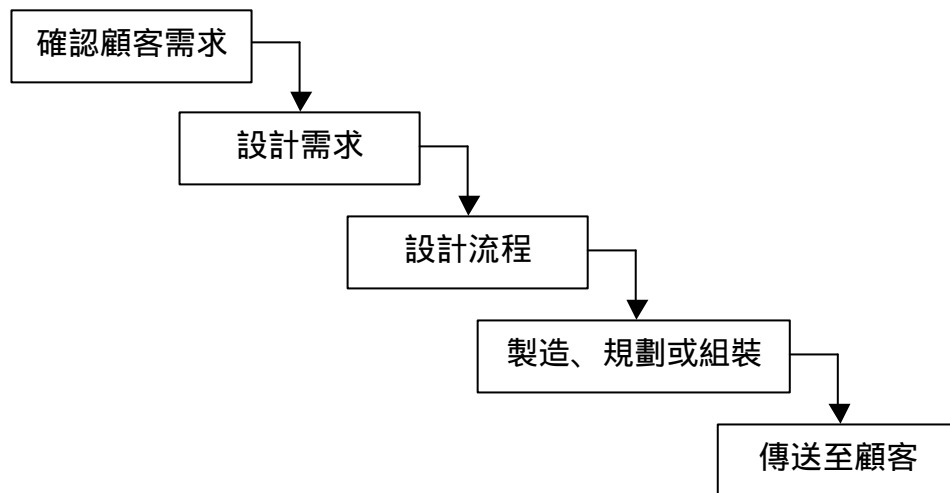 確認顧客需求
設計需求
設計流程
製造、規劃或組裝
傳送至顧客